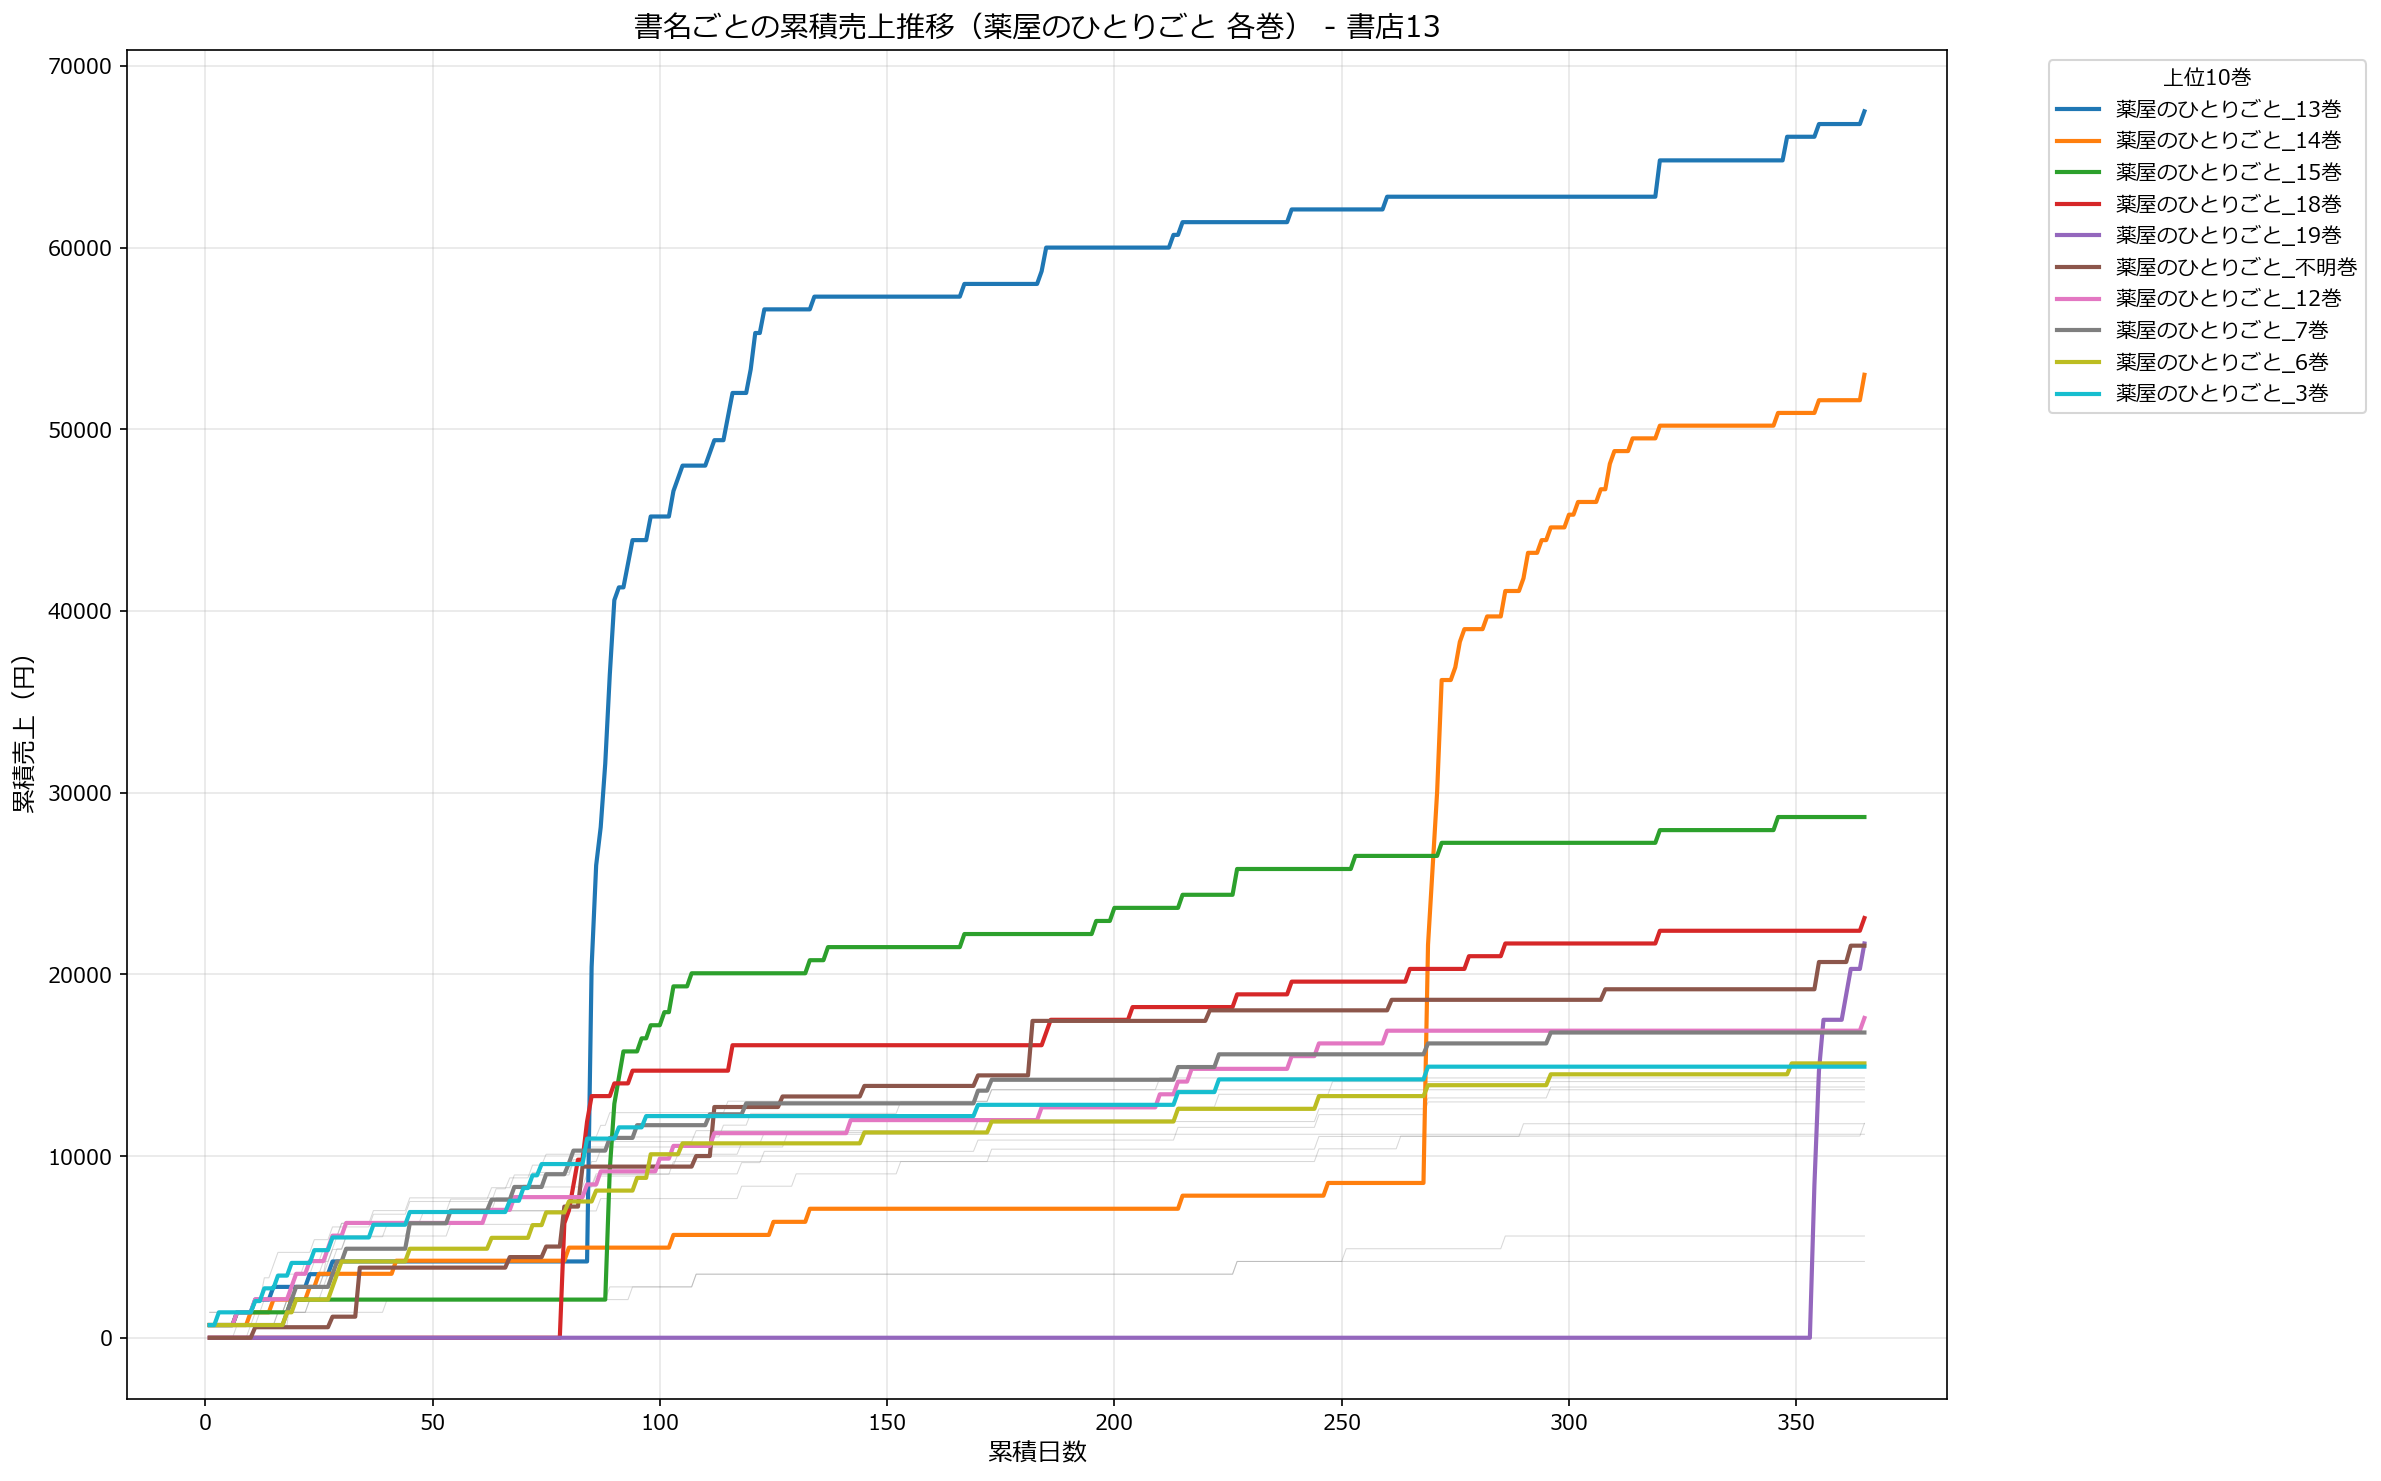 書名ごとの累積売上推移（薬屋のひとりごと 各巻） - 書店13
累積売上（円）
70000
60000
50000
40000
30000
20000
10000
0
0
50
100
150
200
250
300
350
累積日数
上位10巻
薬屋のひとりごと_13巻
薬屋のひとりごと_14巻
薬屋のひとりごと_15巻
薬屋のひとりごと_18巻
薬屋のひとりごと_19巻
薬屋のひとりごと_不明巻
薬屋のひとりごと_12巻
薬屋のひとりごと_7巻
薬屋のひとりごと_6巻
薬屋のひとりごと_3巻